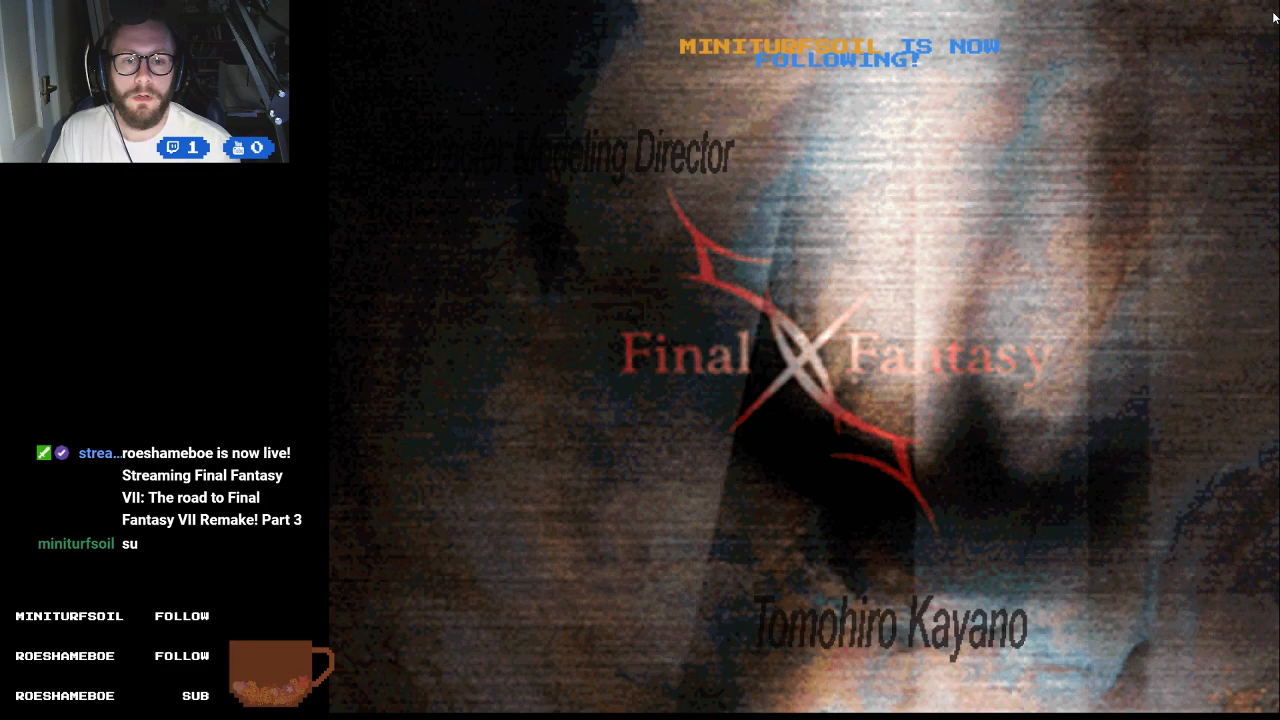 MINITURFSOIL IS NOW
FOLLOWING!
Modeling Director
1 0
Final Fantasy
strea… roeshameboe is now live!
Streaming Final Fantasy
VII: The road to Final
Fantasy VII Remake! Part 3
miniturfsoil su
Tomohiro Kayano
MINITURFSOIL FOLLOW
ROESHAMEBOE FOLLOW
ROESHAMEBOE SUB